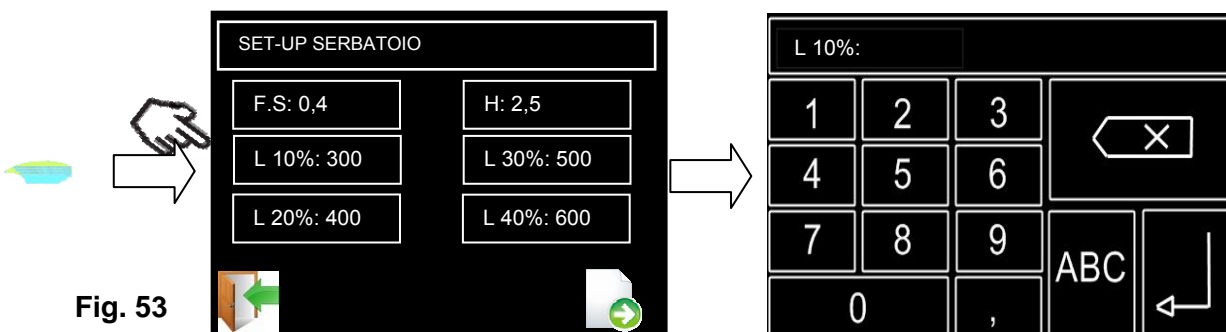 SET-UP SERBATOIO
F.S: 0,4
H: 2,5
L 10%: 300
L 30%: 500
L 20%: 400
L 40%: 600
Fig. 53
L 10%:
1 2 3
4 5 6
7 8 9
ABC
0 ,